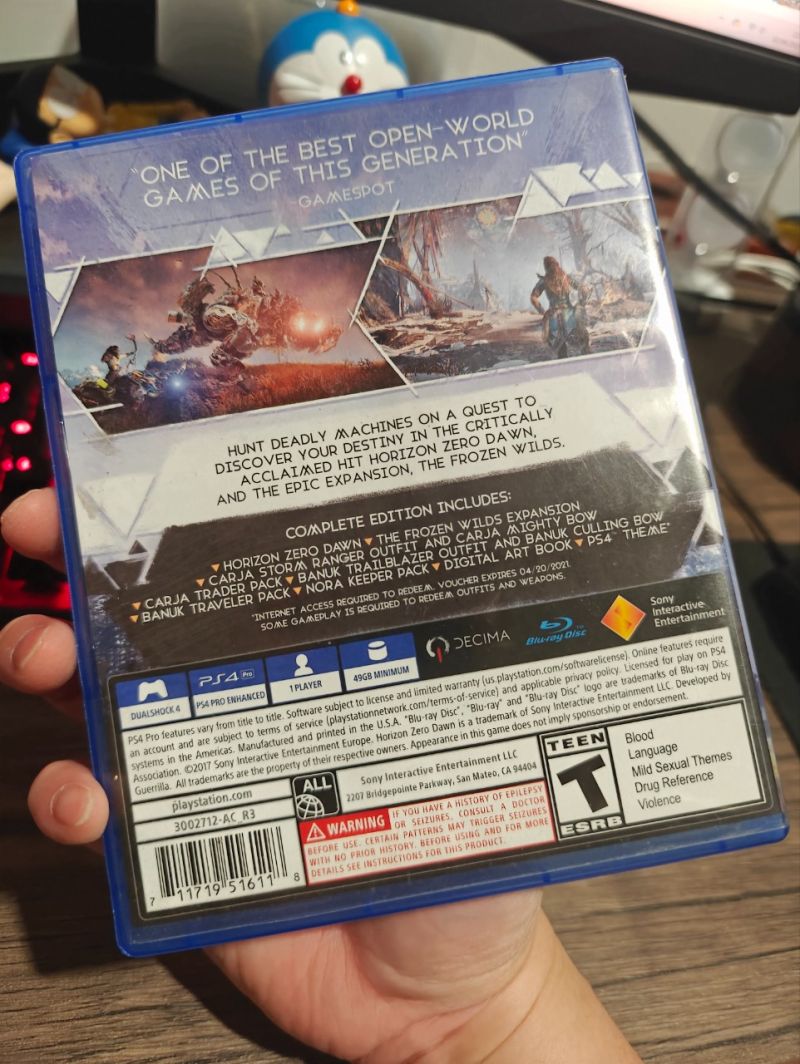 "ONE OF THE BEST OPEN-WORLD
GAMES OF THIS GENERATION"
-GAMESPOT
HUNT DEADLY MACHINES ON A QUEST TO
DISCOVER YOUR DESTINY IN THE CRITICALLY
ACCLAIMED HIT HORIZON ZERO DAWN,
AND THE EPIC EXPANSION, THE FROZEN WILDS.
COMPLETE EDITION INCLUDES:
▼HORIZON ZERO DAWN ▼THE FROZEN WILDS EXPANSION
▼CARJA STORM RANGER OUTFIT AND CARJA MIGHTY BOW
▼CARJA TRADER PACK ▼BANUK TRAILBLAZER OUTFIT AND BANUK CULLING BOW
▼BANUK TRAVELER PACK ▼NORA KEEPER PACK ▼DIGITAL ART BOOK ▼PS4™ THEME*
*INTERNET ACCESS REQUIRED TO REDEEM. VOUCHER EXPIRES 04/20/2021.
SOME GAMEPLAY IS REQUIRED TO REDEEM OUTFITS AND WEAPONS.
DECIMA
Blu-ray Disc™
Sony
Interactive
Entertainment
DUALSHOCK 4
PS4 Pro
PS4 PRO ENHANCED
1 PLAYER
49GB MINIMUM
PS4 Pro features vary from title to title. Software subject to license and limited warranty (us.playstation.com/softwarelicense). Online features require
an account and are subject to terms of service (playstationnetwork.com/terms-of-service) and applicable privacy policy. Licensed for play on PS4
systems in the Americas. Manufactured and printed in the U.S.A. "Blu-ray Disc", "Blu-ray" and "Blu-ray Disc" logo are trademarks of Blu-ray Disc
Association. ©2017 Sony Interactive Entertainment Europe. Horizon Zero Dawn is a trademark of Sony Interactive Entertainment LLC. Developed by
Guerrilla. All trademarks are the property of their respective owners. Appearance in this game does not imply sponsorship or endorsement.
playstation.com
3002712-AC_R3
ALL
Sony Interactive Entertainment LLC
2207 Bridgepointe Parkway, San Mateo, CA 94404
WARNING
IF YOU HAVE A HISTORY OF EPILEPSY
OR SEIZURES, CONSULT A DOCTOR
BEFORE USE. CERTAIN PATTERNS MAY TRIGGER SEIZURES
WITH NO PRIOR HISTORY. BEFORE USING AND FOR MORE
DETAILS SEE INSTRUCTIONS FOR THIS PRODUCT.
TEEN
T
ESRB
Blood
Language
Mild Sexual Themes
Drug Reference
Violence
7 11719 51611 8